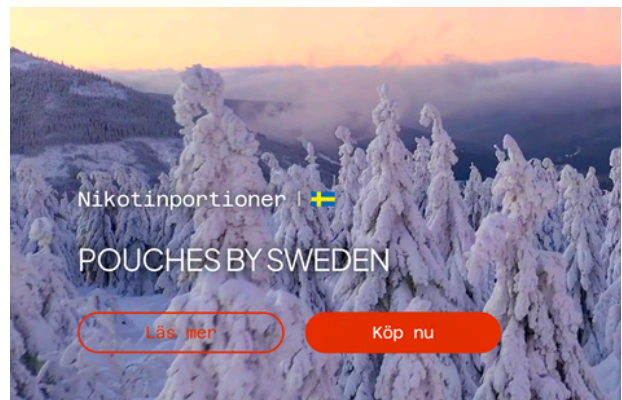 Nikotinportioner |
POUCHES BY SWEDEN
Läs mer
Köp nu